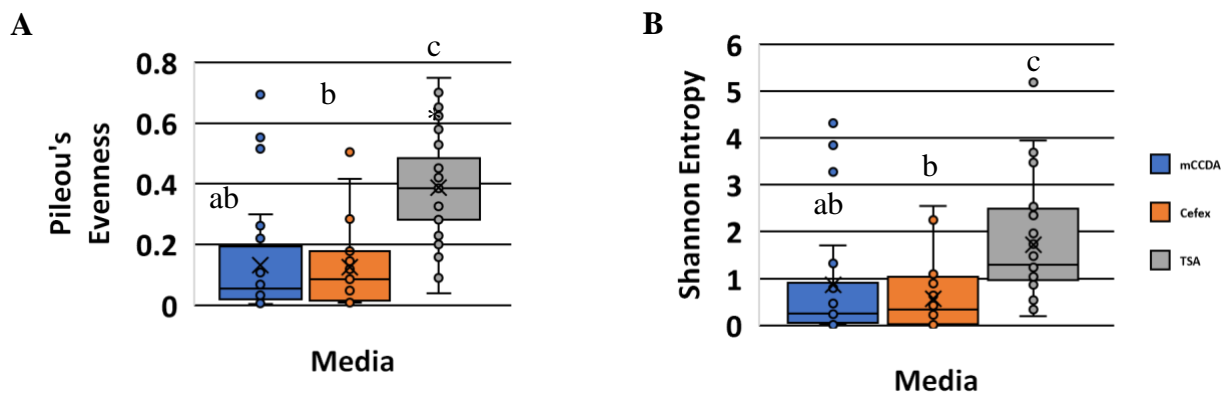 A
Pileou's
Evenness
0.8
0.6
0.4
0.2
0
ab
b
c
*
Media
B
Shannon Entropy
6
5
4
3
2
1
0
ab
b
c
Media
mCCDA
Cefex
TSA